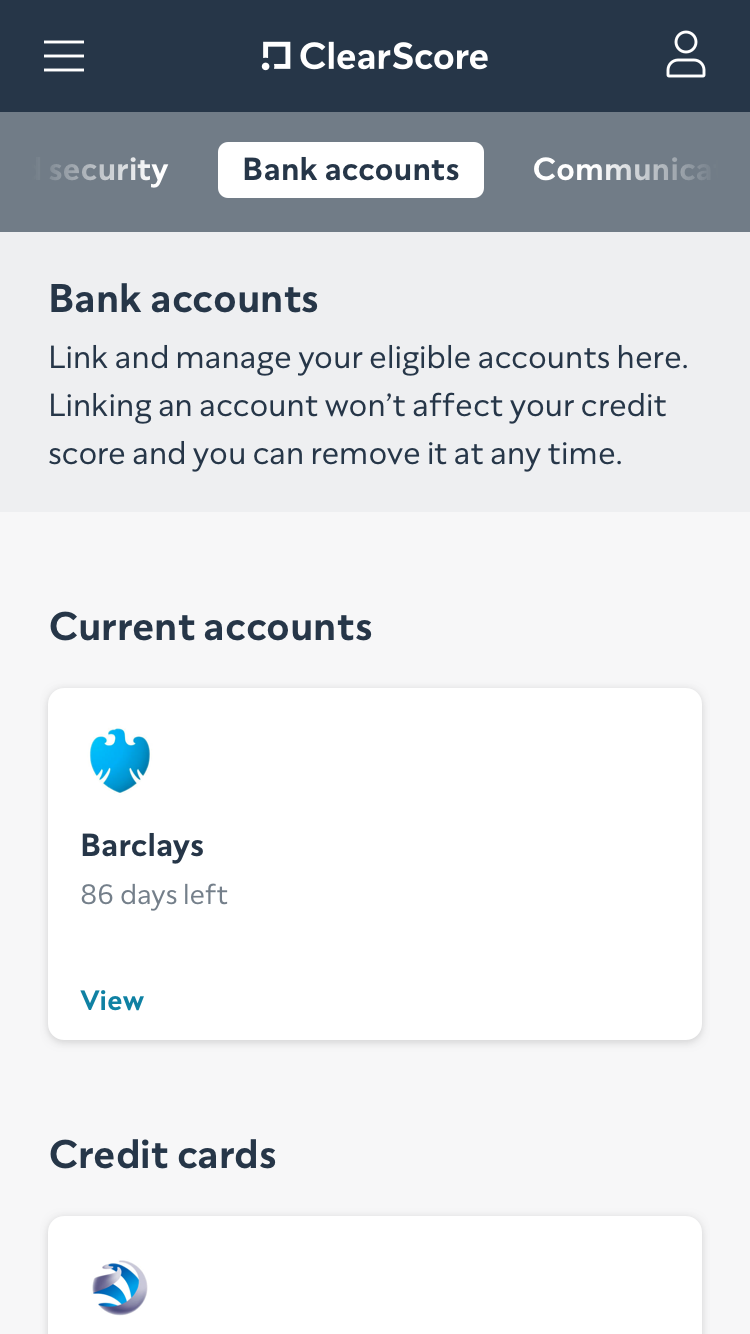 ClearScore
security Bank accounts
Bank accounts
Link and manage your eligible accounts here.
Linking an account won’t affect your credit
score and you can remove it at any time.
Current accounts
Barclays
86 days left
View
Credit cards